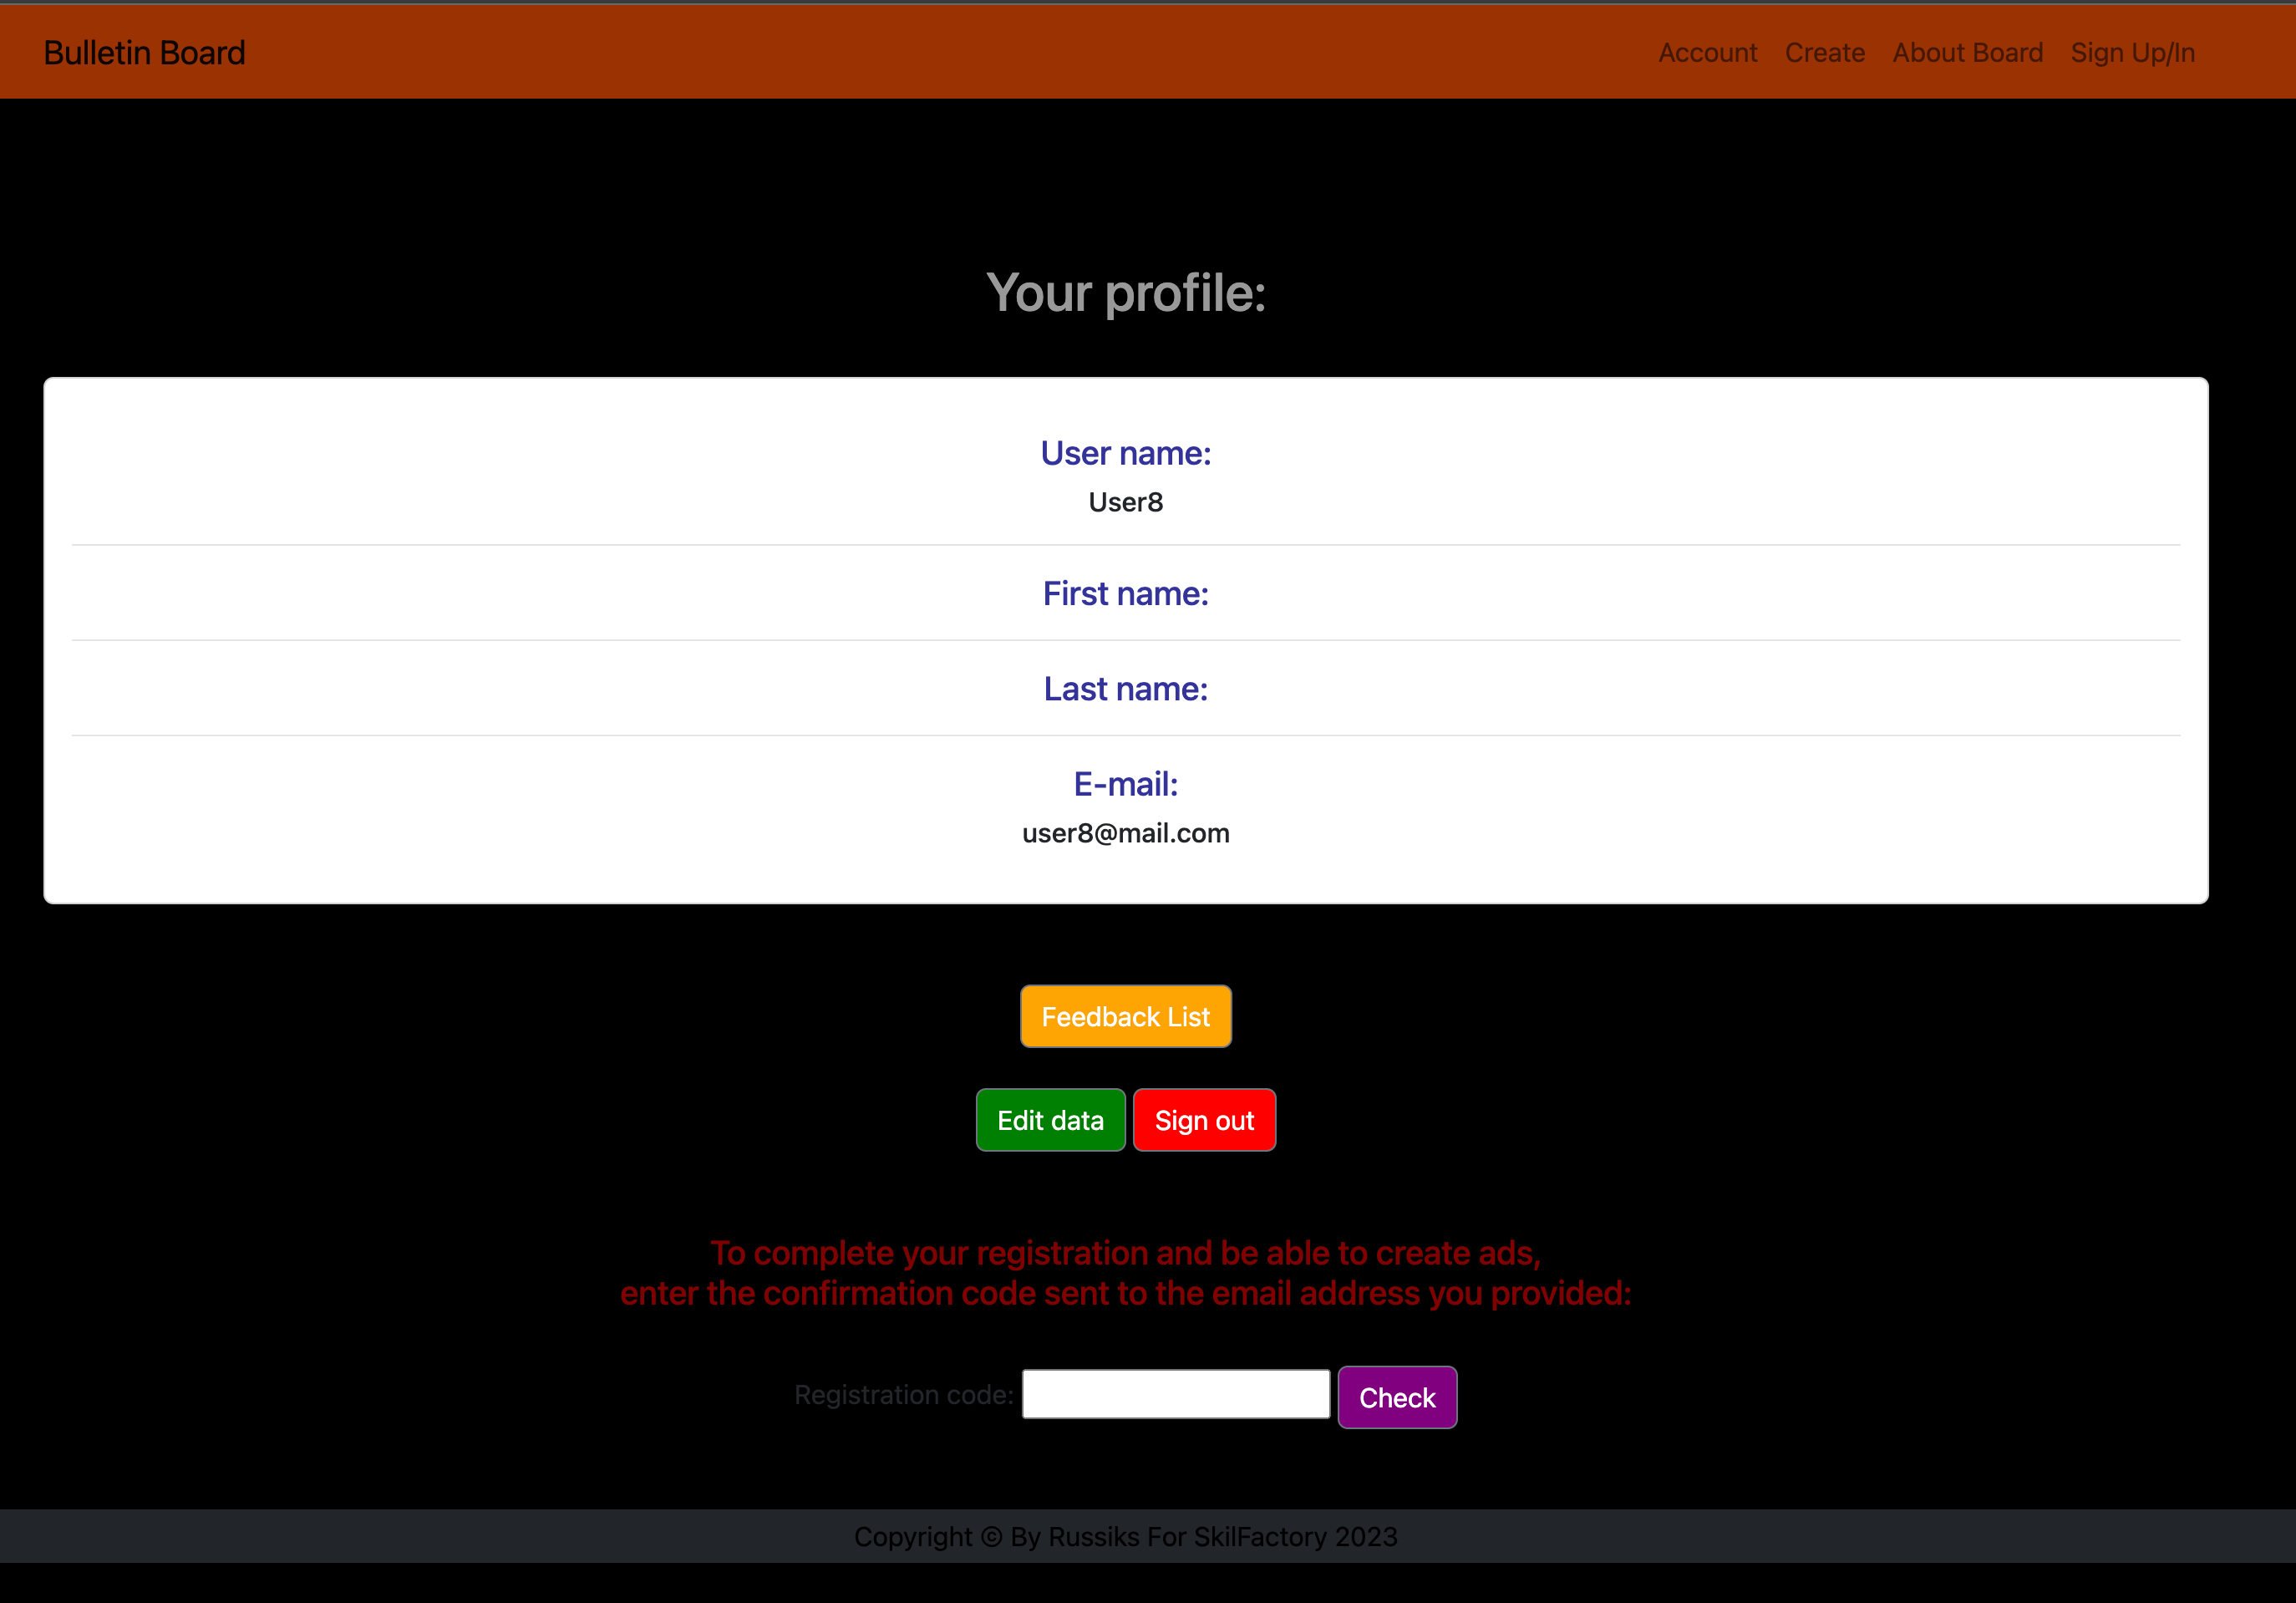 Bulletin Board
Account Create About Board Sign Up/In
Your profile:
User name:
User8
First name:
Last name:
E-mail:
user8@mail.com
Feedback List
Edit data Sign out
To complete your registration and be able to create ads,
enter the confirmation code sent to the email address you provided:
Registration code: Check
Copyright © By Russiks For SkilFactory 2023